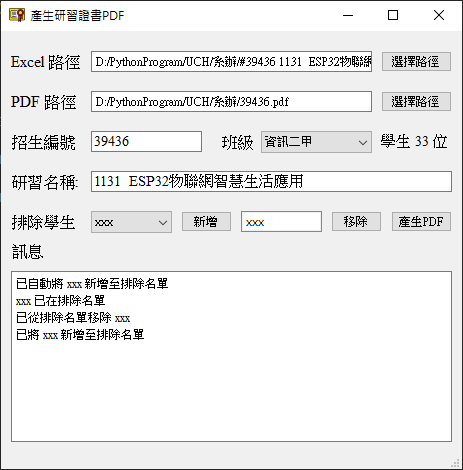 產生研習證書PDF
Excel 路徑 D:/PythonProgram/UCH/系辦/#39436 1131  ESP32物聯網 選擇路徑
PDF 路徑 D:/PythonProgram/UCH/系辦/39436.pdf 選擇路徑
招生編號 39436 班級 資訊二甲 學生 33 位
研習名稱: 1131  ESP32物聯網智慧生活應用
排除學生 xxx 新增 xxx 移除 產生PDF
訊息
已自動將 xxx 新增至排除名單
xxx 已在排除名單
已從排除名單移除 xxx
已將 xxx 新增至排除名單